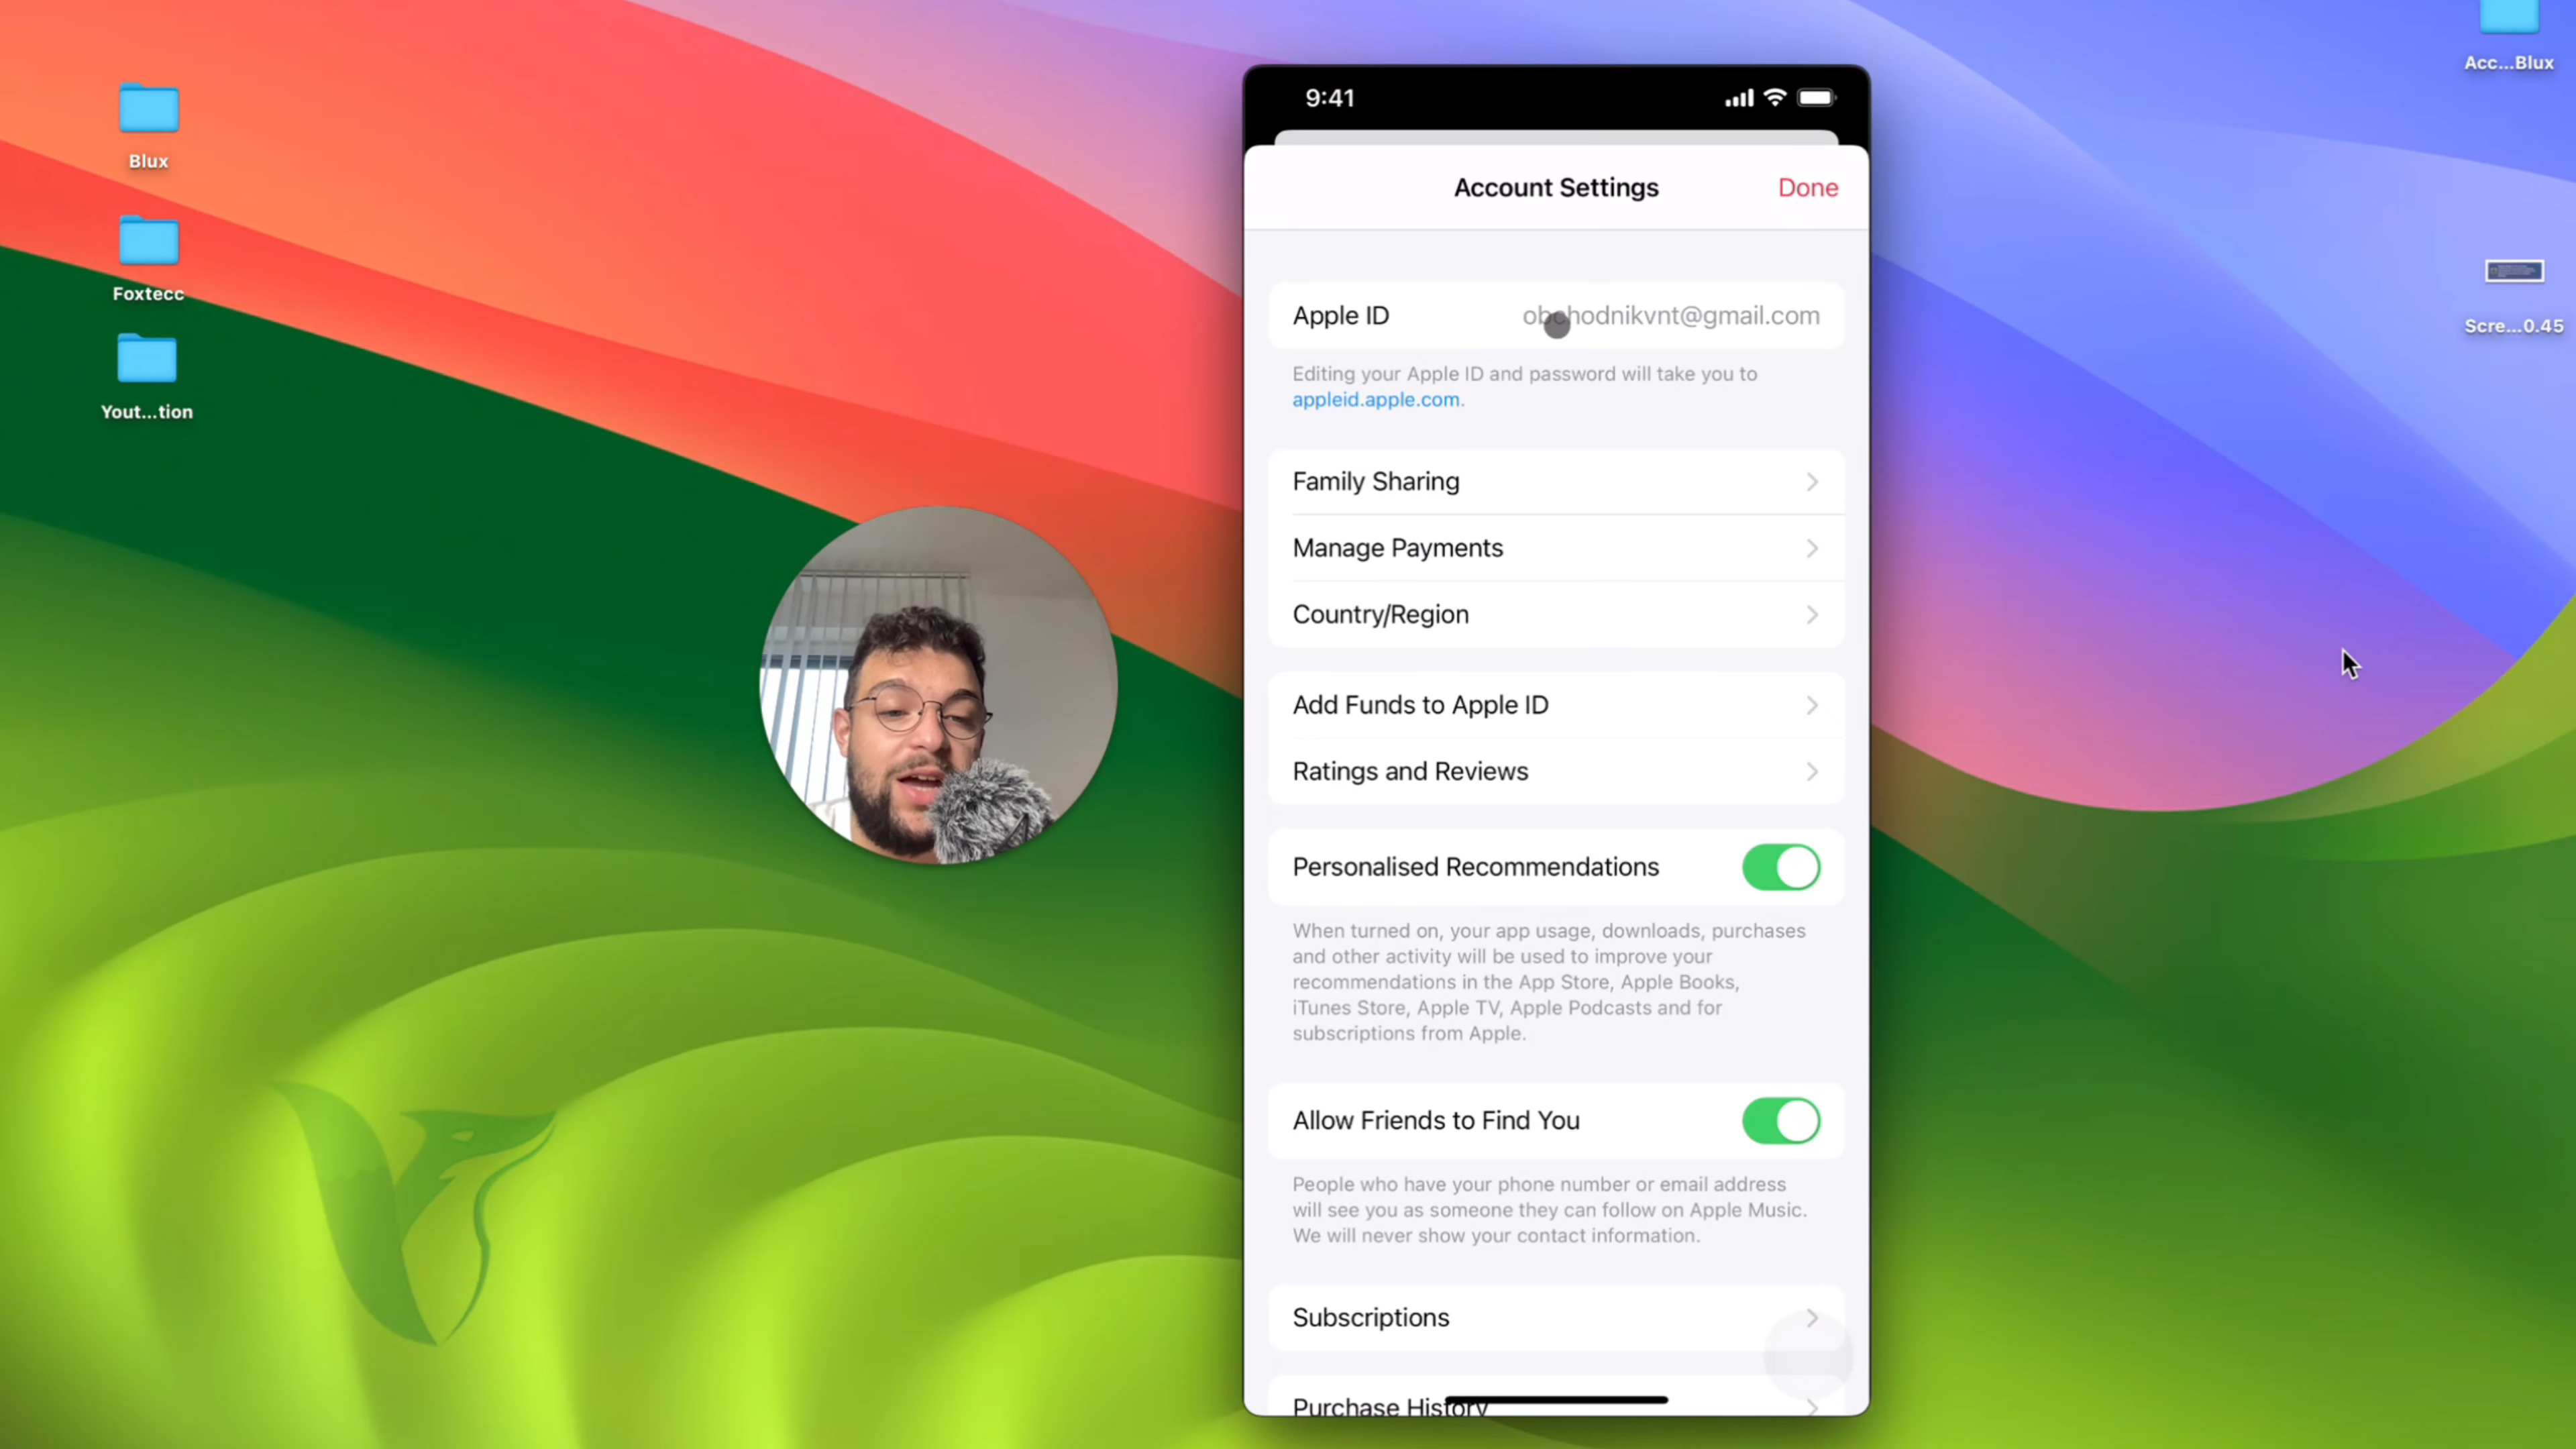 Acc...Blux
Blux
Foxtecc
Yout...tion
Scre...0.45
9:41
Account Settings
Done
Apple ID
obchodnikvnt@gmail.com
Editing your Apple ID and password will take you to
appleid.apple.com.
Family Sharing
Manage Payments
Country/Region
Add Funds to Apple ID
Ratings and Reviews
Personalised Recommendations
When turned on, your app usage, downloads, purchases
and other activity will be used to improve your
recommendations in the App Store, Apple Books,
iTunes Store, Apple TV, Apple Podcasts and for
subscriptions from Apple.
Allow Friends to Find You
People who have your phone number or email address
will see you as someone they can follow on Apple Music.
We will never show your contact information.
Subscriptions
Purchase History